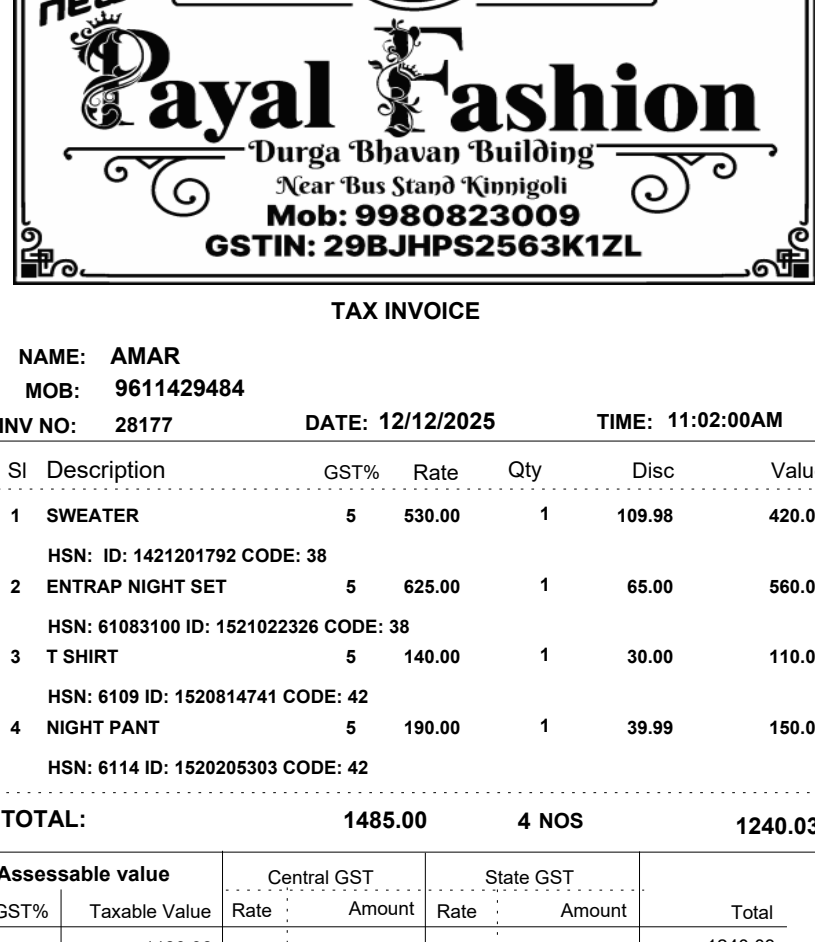 new
Payal Fashion
Durga Bhavan Building
Near Bus Stand Kinnigoli
Mob: 9980823009
GSTIN: 29BJHPS2563K1ZL
TAX INVOICE
NAME: AMAR
MOB: 9611429484
INV NO: 28177 DATE: 12/12/2025 TIME: 11:02:00AM
Sl Description GST% Rate Qty Disc Valu
1 SWEATER 5 530.00 1 109.98 420.0
HSN: ID: 1421201792 CODE: 38
2 ENTRAP NIGHT SET 5 625.00 1 65.00 560.0
HSN: 61083100 ID: 1521022326 CODE: 38
3 T SHIRT 5 140.00 1 30.00 110.0
HSN: 6109 ID: 1520814741 CODE: 42
4 NIGHT PANT 5 190.00 1 39.99 150.0
HSN: 6114 ID: 1520205303 CODE: 42
TOTAL: 1485.00 4 NOS 1240.03
Assessable value Central GST State GST
GST% Taxable Value Rate Amount Rate Amount Total